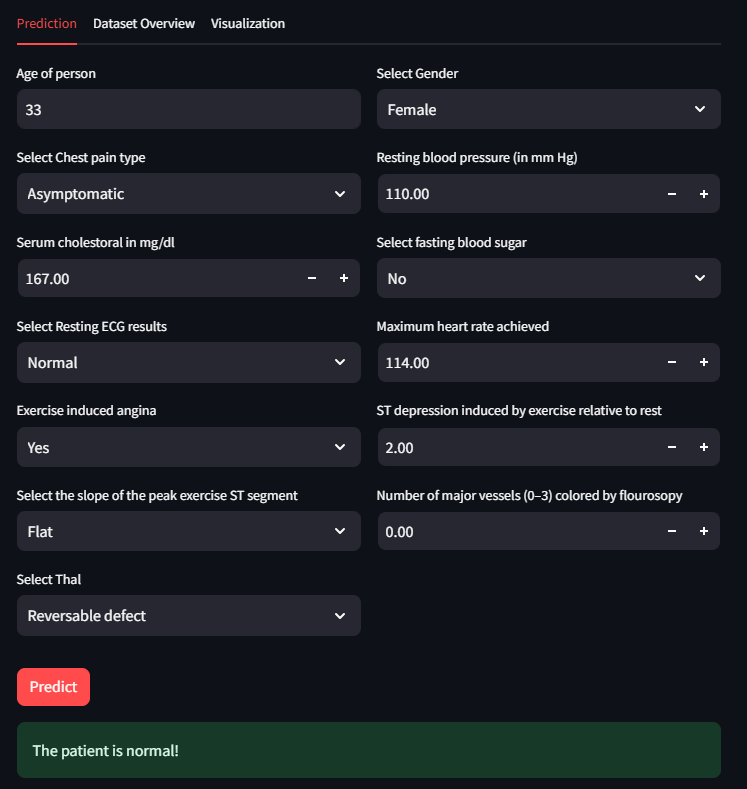 Prediction Dataset Overview Visualization
Age of person Select Gender
33 Female
Select Chest pain type Resting blood pressure (in mm Hg)
Asymptomatic 110.00 − +
Serum cholestoral in mg/dl Select fasting blood sugar
167.00 − + No
Select Resting ECG results Maximum heart rate achieved
Normal 114.00 − +
Exercise induced angina ST depression induced by exercise relative to rest
Yes 2.00 − +
Select the slope of the peak exercise ST segment Number of major vessels (0–3) colored by flourosopy
Flat 0.00 − +
Select Thal
Reversable defect
Predict
The patient is normal!